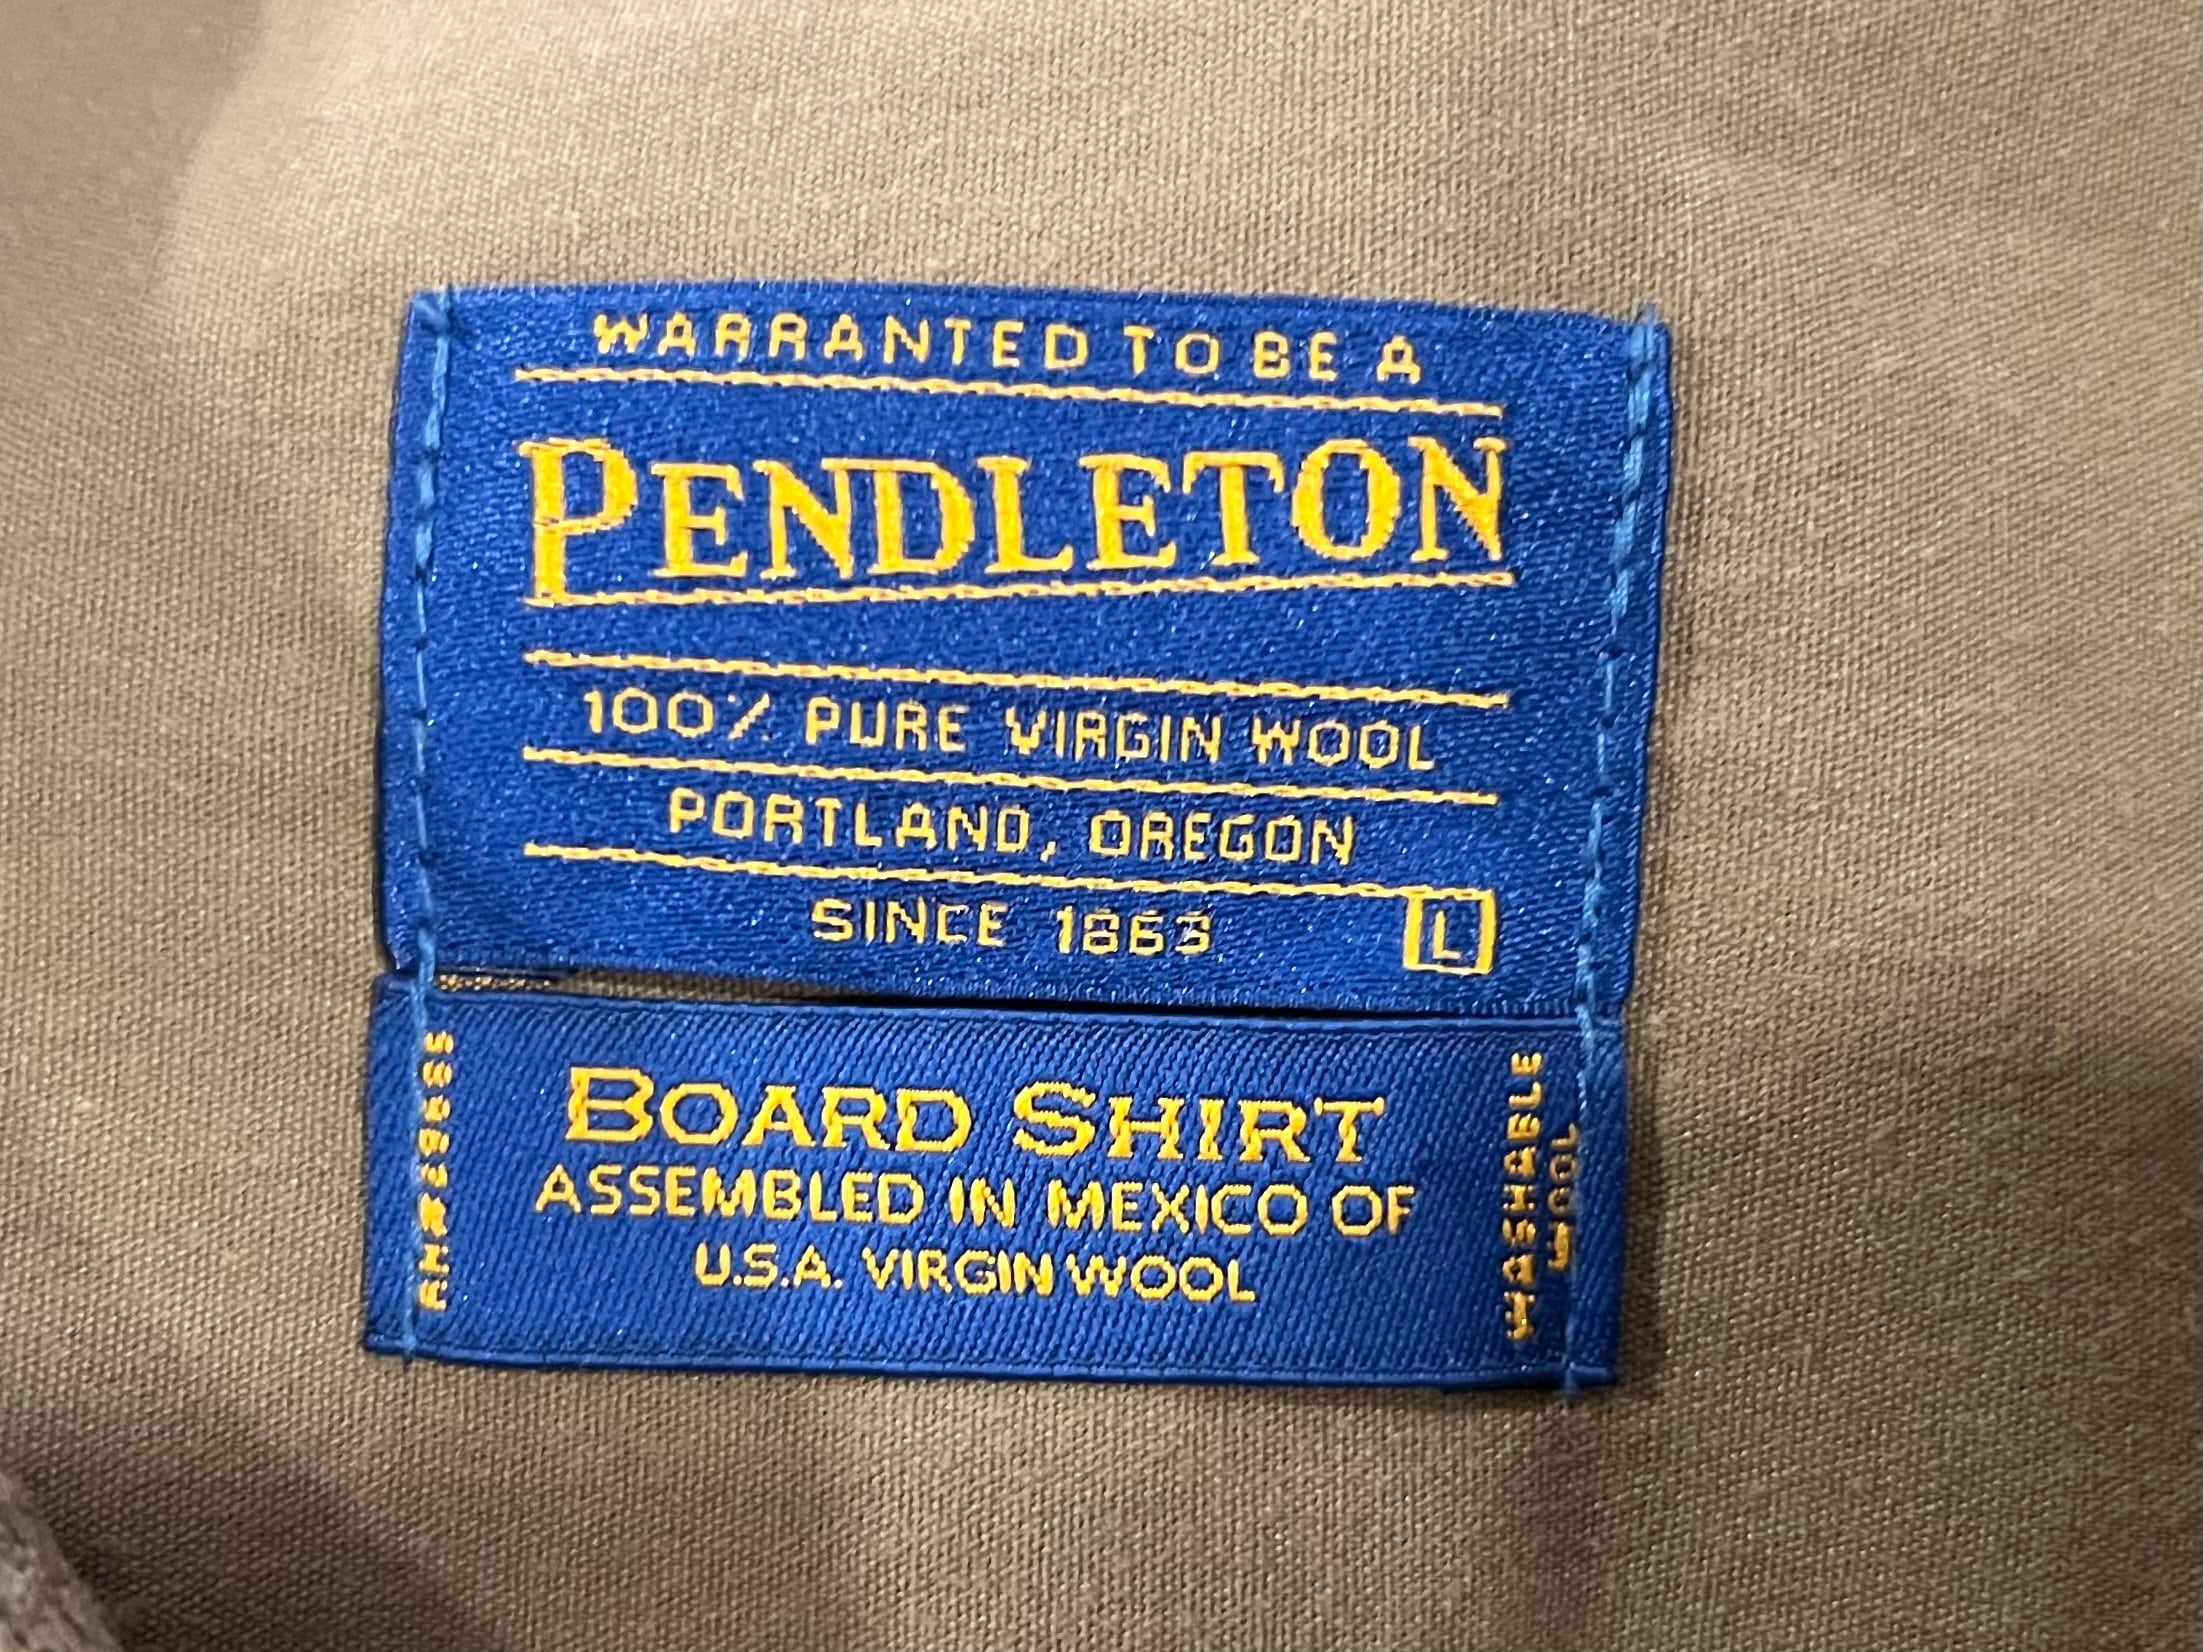 WARRANTED TO BE A
PENDLETON
100% PURE VIRGIN WOOL
PORTLAND, OREGON
SINCE 1863
L
BOARD SHIRT
ASSEMBLED IN MEXICO OF
U.S.A. VIRGIN WOOL
WASHABLE
WOOL